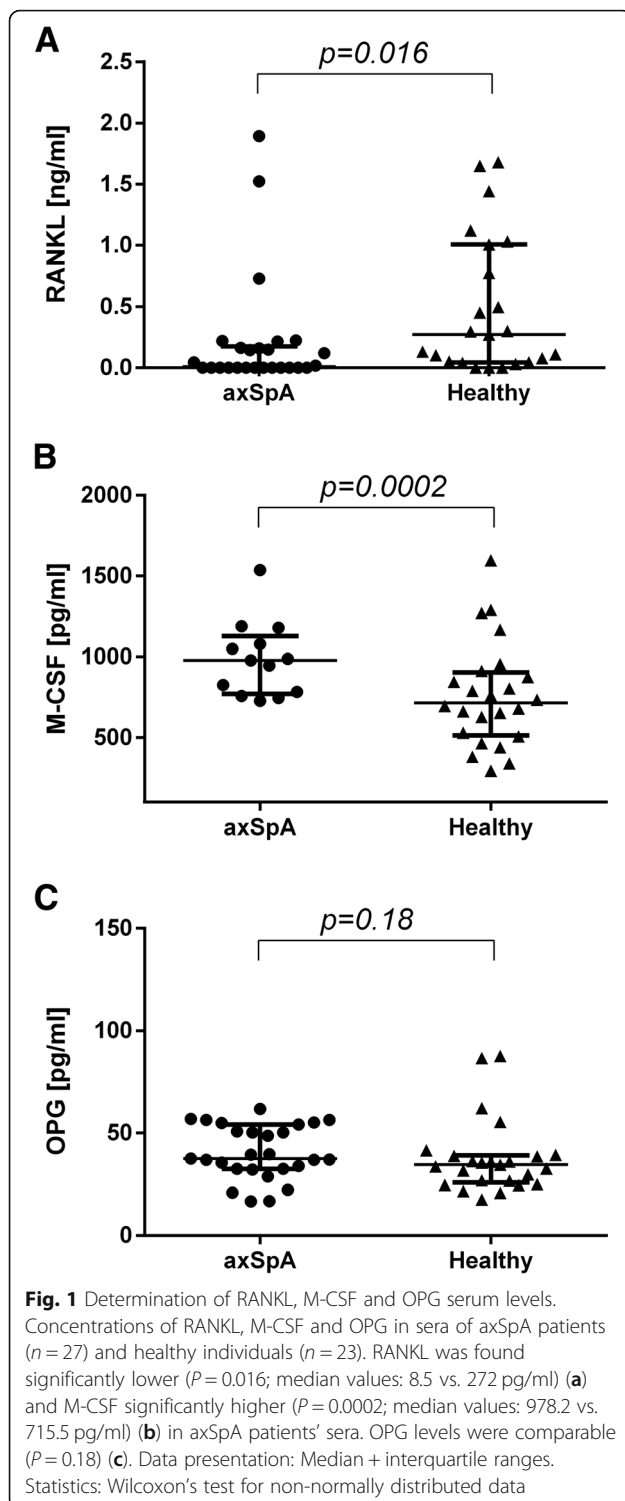 A
p=0.016
2.5
2.0
1.5
1.0
0.5
0.0
RANKL [ng/ml]
axSpA Healthy
B
p=0.0002
2000
1500
1000
500
M-CSF [pg/ml]
axSpA Healthy
C
p=0.18
150
100
50
0
OPG [pg/ml]
axSpA Healthy
Fig. 1 Determination of RANKL, M-CSF and OPG serum levels.
Concentrations of RANKL, M-CSF and OPG in sera of axSpA patients
(n = 27) and healthy individuals (n = 23). RANKL was found
significantly lower (P = 0.016; median values: 8.5 vs. 272 pg/ml) (a)
and M-CSF significantly higher (P = 0.0002; median values: 978.2 vs.
715.5 pg/ml) (b) in axSpA patients' sera. OPG levels were comparable
(P = 0.18) (c). Data presentation: Median + interquartile ranges.
Statistics: Wilcoxon's test for non-normally distributed data